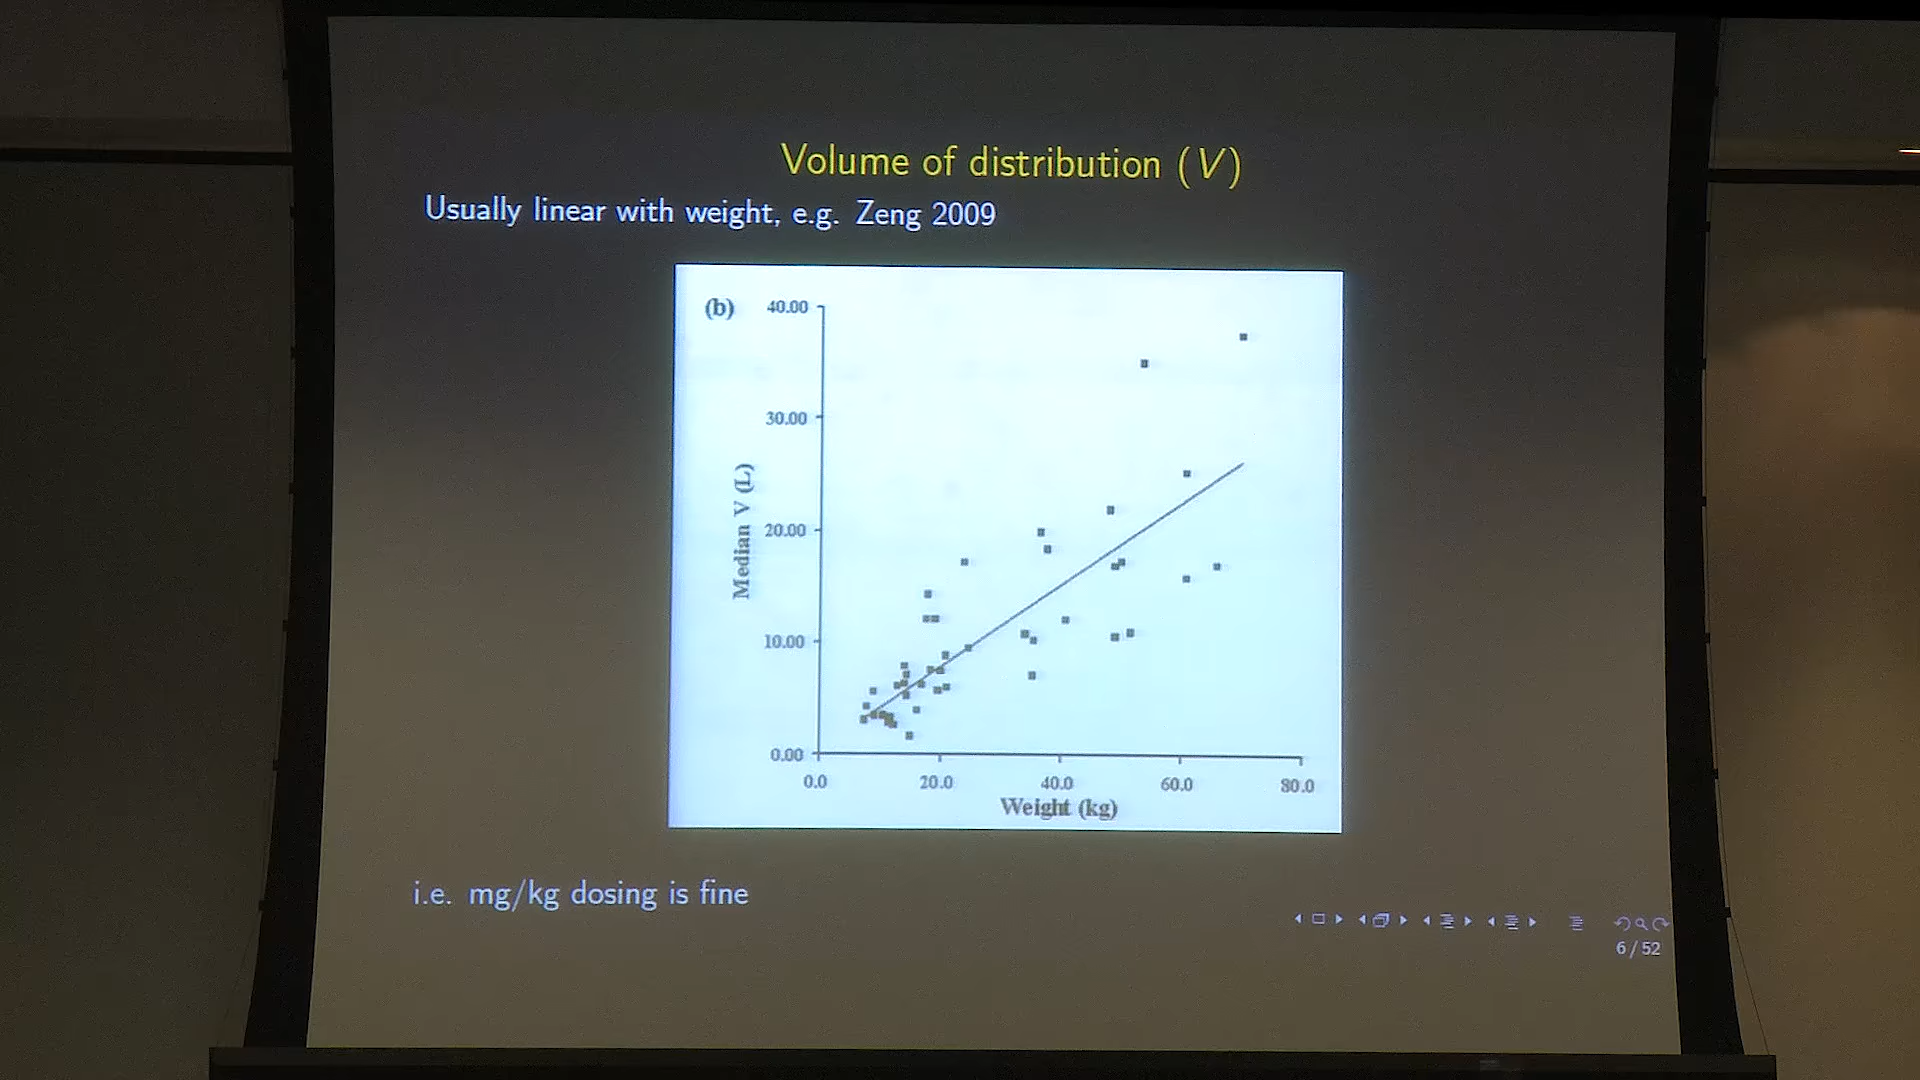 Volume of distribution (V)
Usually linear with weight, e.g. Zeng 2009
(b)
40.00
30.00
20.00
10.00
0.00
Median V (L)
0.0 20.0 40.0 60.0 80.0
Weight (kg)
i.e. mg/kg dosing is fine
6 / 52